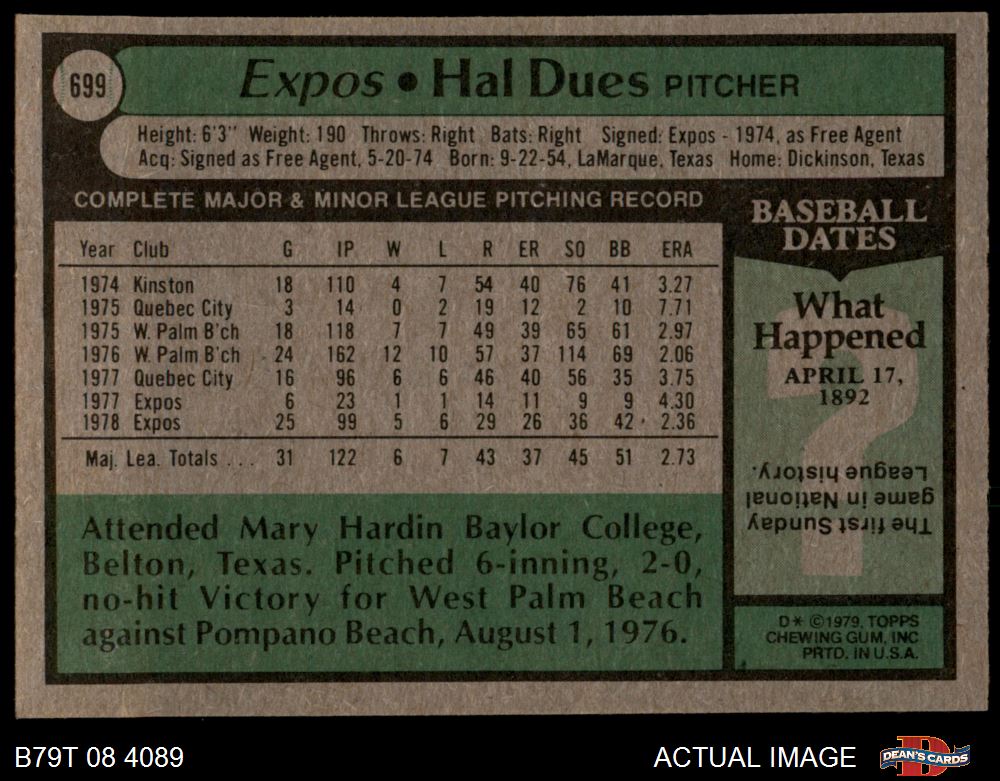 699
Expos • Hal Dues PITCHER
Height: 6'3" Weight: 190 Throws: Right Bats: Right Signed: Expos - 1974, as Free Agent
Acq: Signed as Free Agent, 5-20-74 Born: 9-22-54, LaMarque, Texas Home: Dickinson, Texas
COMPLETE MAJOR & MINOR LEAGUE PITCHING RECORD
Year Club G IP W L R ER SO BB ERA
1974 Kinston 18 110 4 7 54 40 76 41 3.27
1975 Quebec City 3 14 0 2 19 12 2 10 7.71
1975 W. Palm B'ch 18 118 7 7 49 39 65 61 2.97
1976 W. Palm B'ch 24 162 12 10 57 37 114 69 2.06
1977 Quebec City 16 96 6 6 46 40 56 35 3.75
1977 Expos 6 23 1 1 14 11 9 9 4.30
1978 Expos 25 99 5 6 29 26 36 42 2.36
Maj. Lea. Totals ... 31 122 6 7 43 37 45 51 2.73
Attended Mary Hardin Baylor College,
Belton, Texas. Pitched 6-inning, 2-0,
no-hit Victory for West Palm Beach
against Pompano Beach, August 1, 1976.
BASEBALL
DATES
What
Happened
APRIL 17,
1892
?
The first Sunday
game in National
League history.
D* ©1979, TOPPS
CHEWING GUM, INC
PRTD. IN U.S.A.
B79T 08 4089
ACTUAL IMAGE
DEAN'S CARDS